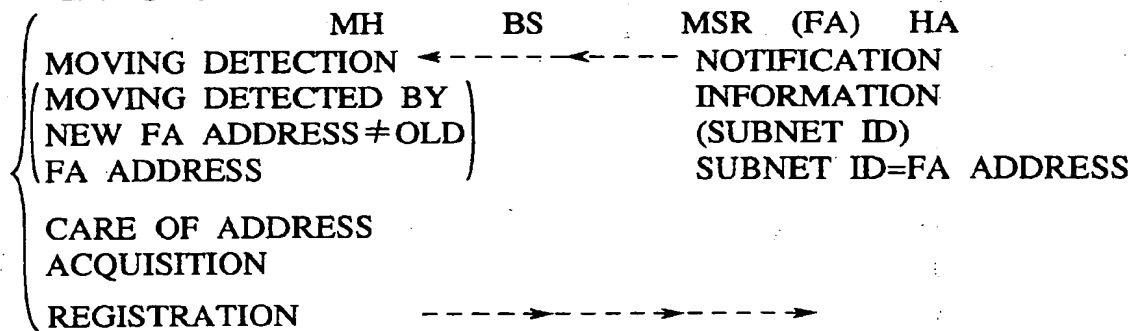 MH BS MSR (FA) HA
MOVING DETECTION NOTIFICATION
MOVING DETECTED BY INFORMATION
NEW FA ADDRESS≠OLD (SUBNET ID)
FA ADDRESS SUBNET ID=FA ADDRESS
CARE OF ADDRESS
ACQUISITION
REGISTRATION